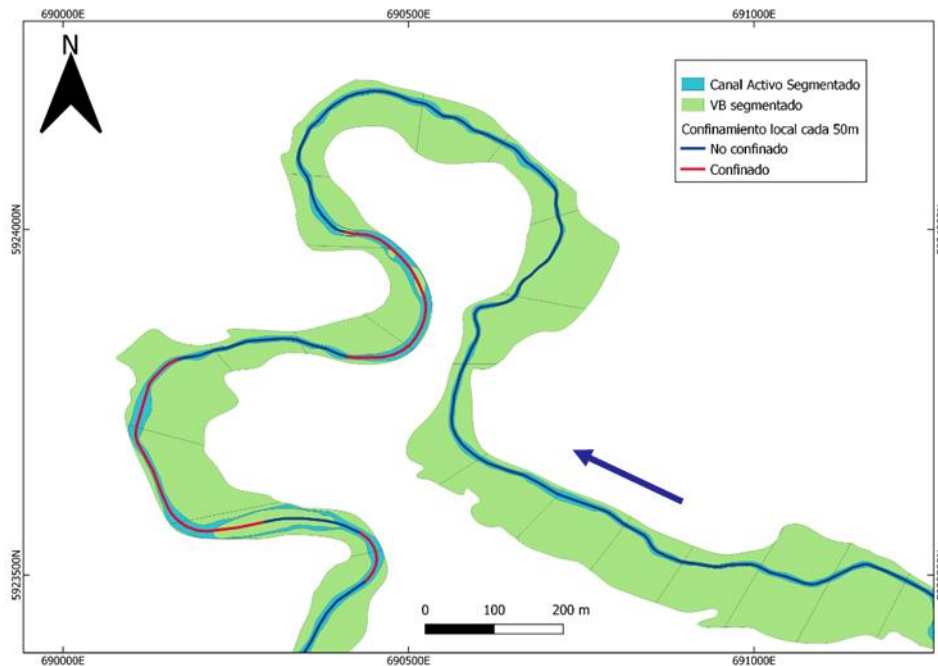 690000E 690500E 691000E
N
Canal Activo Segmentado
VB segmentado
Confinamiento local cada 50m
No confinado
Confinado
5924000N
5923500N
0 100 200 m
690000E 690500E 691000E